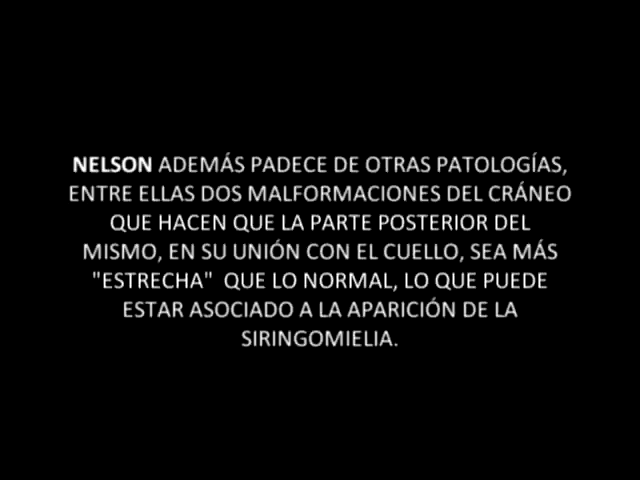 NELSON ADEMÁS PADECE DE OTRAS PATOLOGÍAS,
ENTRE ELLAS DOS MALFORMACIONES DEL CRÁNEO
QUE HACEN QUE LA PARTE POSTERIOR DEL
MISMO, EN SU UNIÓN CON EL CUELLO, SEA MÁS
"ESTRECHA"  QUE LO NORMAL, LO QUE PUEDE
ESTAR ASOCIADO A LA APARICIÓN DE LA
SIRINGOMIELIA.